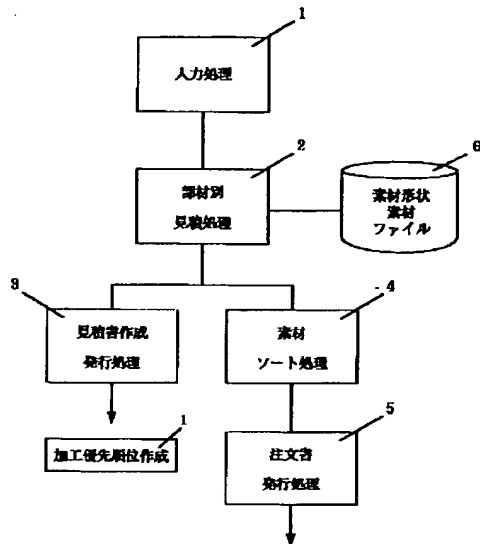 1
入力処理
2
部材別
見積処理
6
素材形状
素材
ファイル
3
見積書作成
発行処理
4
素材
ソート処理
1
加工優先順位作成
5
注文書
発行処理